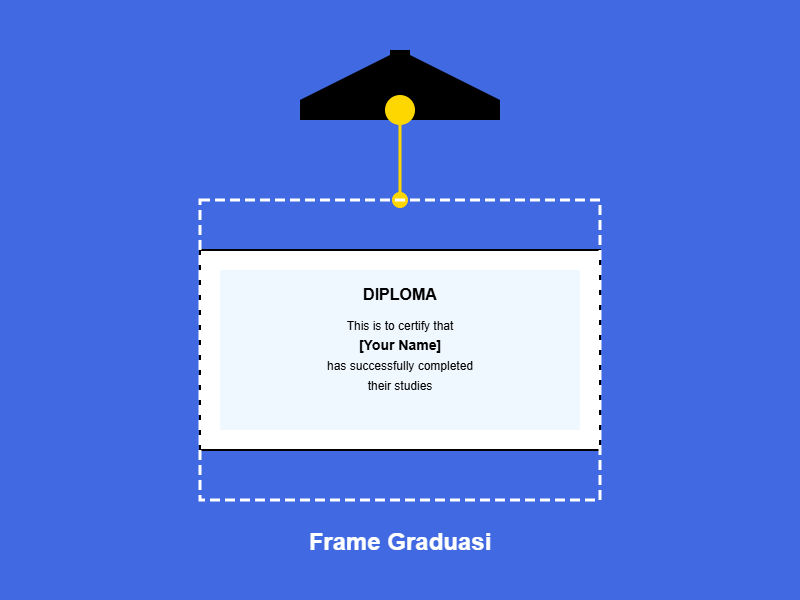 DIPLOMA
This is to certify that
[Your Name]
has successfully completed
their studies
Frame Graduasi